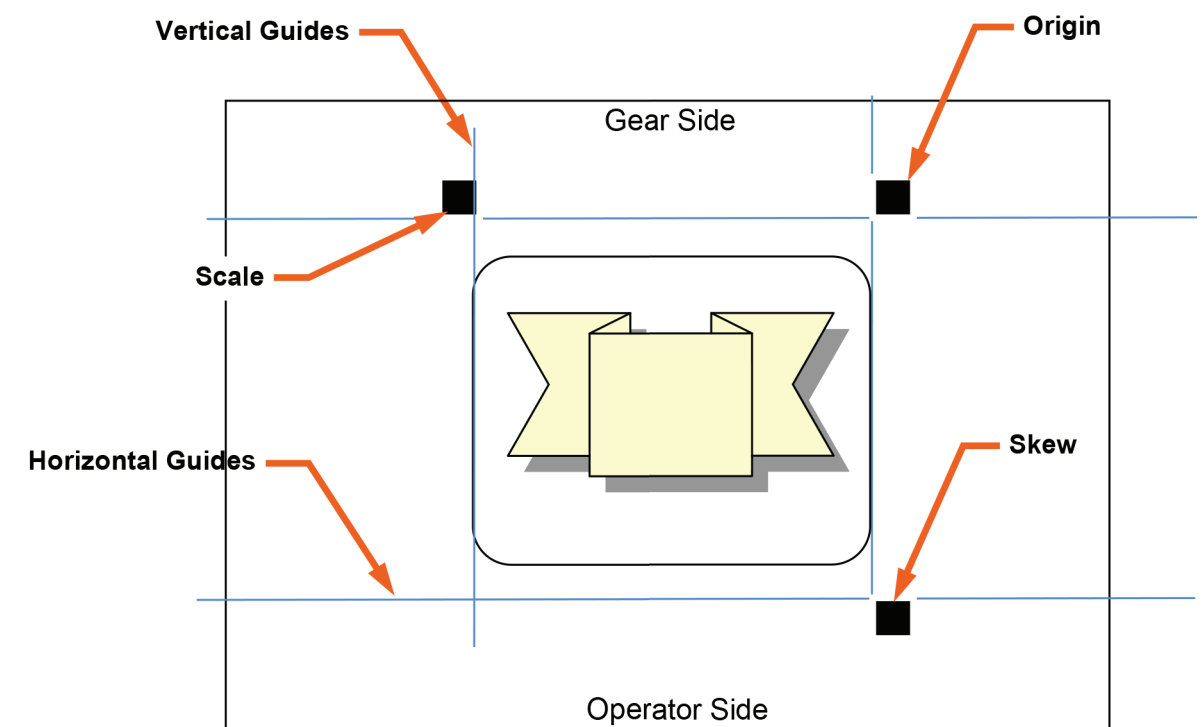 Vertical Guides
Origin
Gear Side
Scale
Skew
Horizontal Guides
Operator Side